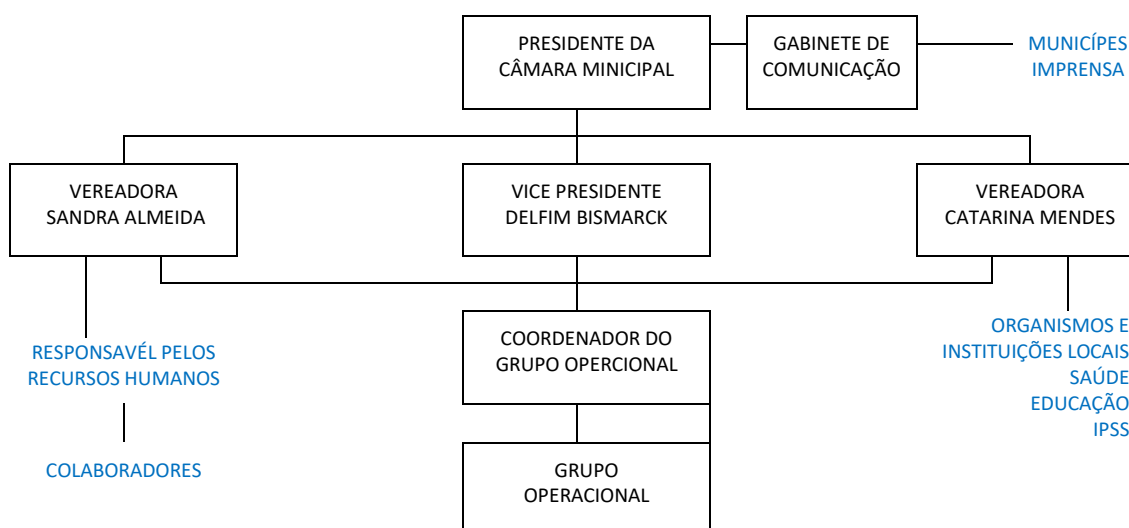 PRESIDENTE DA
CÂMARA MINICIPAL
GABINETE DE
COMUNICAÇÃO
MUNICÍPES
IMPRENSA
VEREADORA
SANDRA ALMEIDA
VICE PRESIDENTE
DELFIM BISMARCK
VEREADORA
CATARINA MENDES
RESPONSAVÉL PELOS
RECURSOS HUMANOS
COORDENADOR DO
GRUPO OPERCIONAL
ORGANISMOS E
INSTITUIÇÕES LOCAIS
SAÚDE
EDUCAÇÃO
IPSS
COLABORADORES
GRUPO
OPERACIONAL